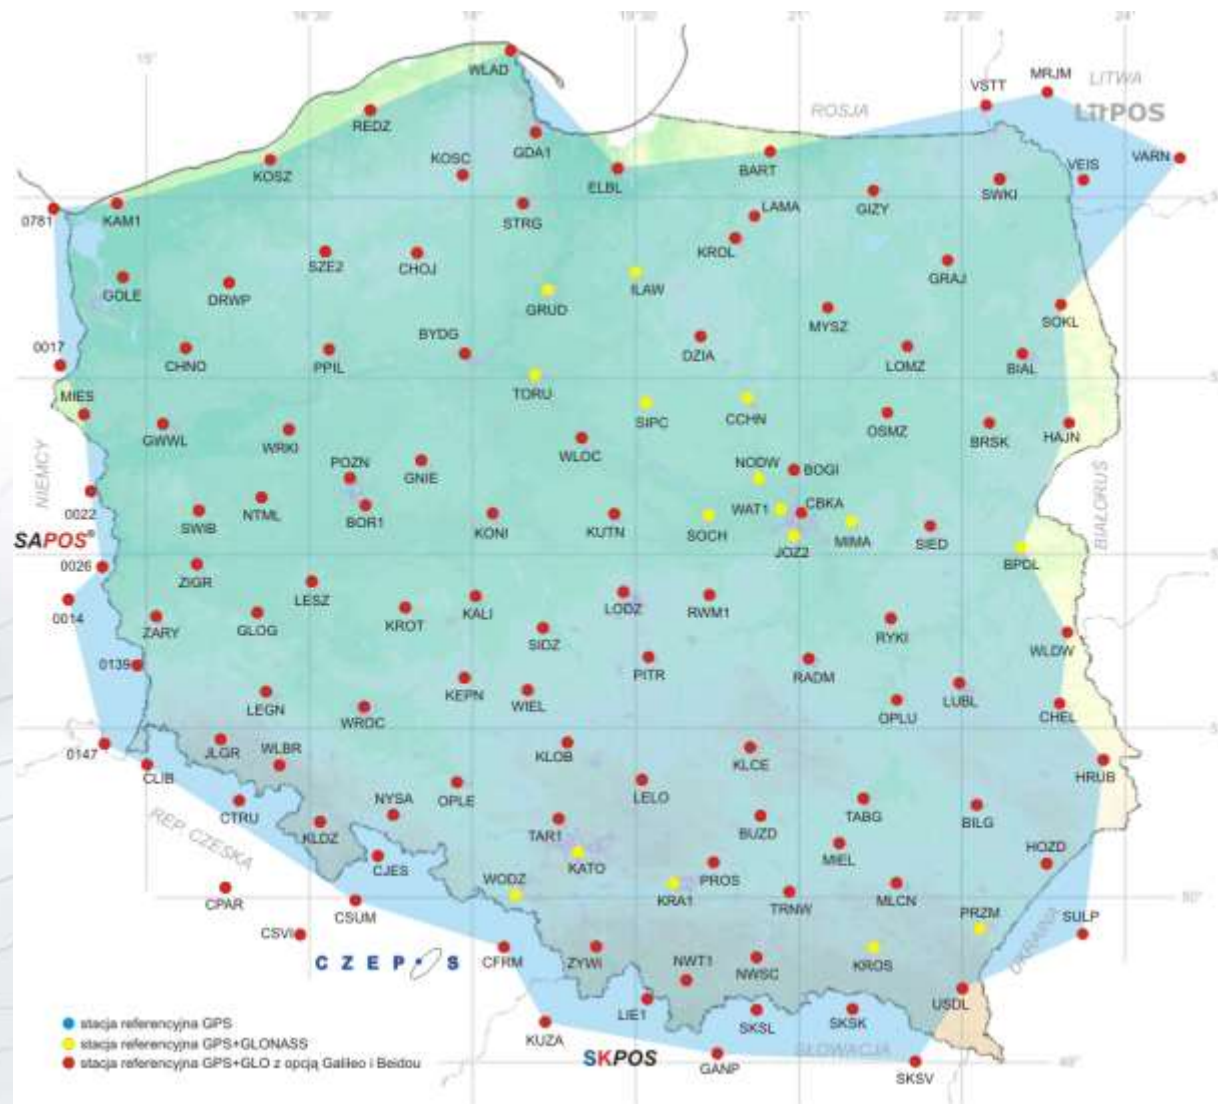 15°
16°30'
18°
19°30'
21°
22°30'
24°
WLAD
VSTT
MRJM
LITWA
REDZ
ROSJA
LITPOS
KOSC
GDA1
BART
VARN
KOSZ
ELBL
VEIS
SWKI
0781
KAM1
STRG
LAMA
GIZY
KROL
SZE2
CHOJ
GRAJ
GOLE
DRWP
ILAW
GRUD
SOKL
MYSZ
BYDG
0017
CHNO
PPIL
DZIA
LOMZ
BIAL
MIES
TORU
SIPC
CCHN
OSMZ
BRSK
HAJN
GWWL
WRKI
WLOC
NIEMCY
POZN
GNIE
NODW
BOGI
BIAŁORUŚ
0022
SWIB
NTML
BOR1
KONI
KUTN
SOCH
WAT1
CBKA
MIMA
SIED
SAPOS®
JOZ2
BPDL
0026
ZIGR
LESZ
KROT
KALI
LODZ
RWM1
0014
ZARY
GLOG
SIDZ
RYKI
WLDW
0139
PITR
RADM
LEGN
WROC
KEPN
WIEL
OPLU
LUBL
CHEL
0147
JLGR
WLBR
KLOB
KLCE
HRUB
CLIB
CTRU
NYSA
OPLE
LELO
TABG
BILG
REP. CZESKA
KLDZ
TAR1
BUZD
MIEL
HOZD
CJES
KATO
PROS
WODZ
KRA1
TRNW
MLCN
50°
CPAR
CSUM
PRZM
SULP
CSVI
UKRAINA
CZEPOS
CFRM
ZYWI
NWT1
NWSC
KROS
LIE1
USDL
stacja referencyjna GPS
KUZA
SKSL
SKSK
stacja referencyjna GPS+GLONASS
SKPOS
SŁOWACJA
stacja referencyjna GPS+GLO z opcją Galileo i Beidou
GANP
SKSV
49°